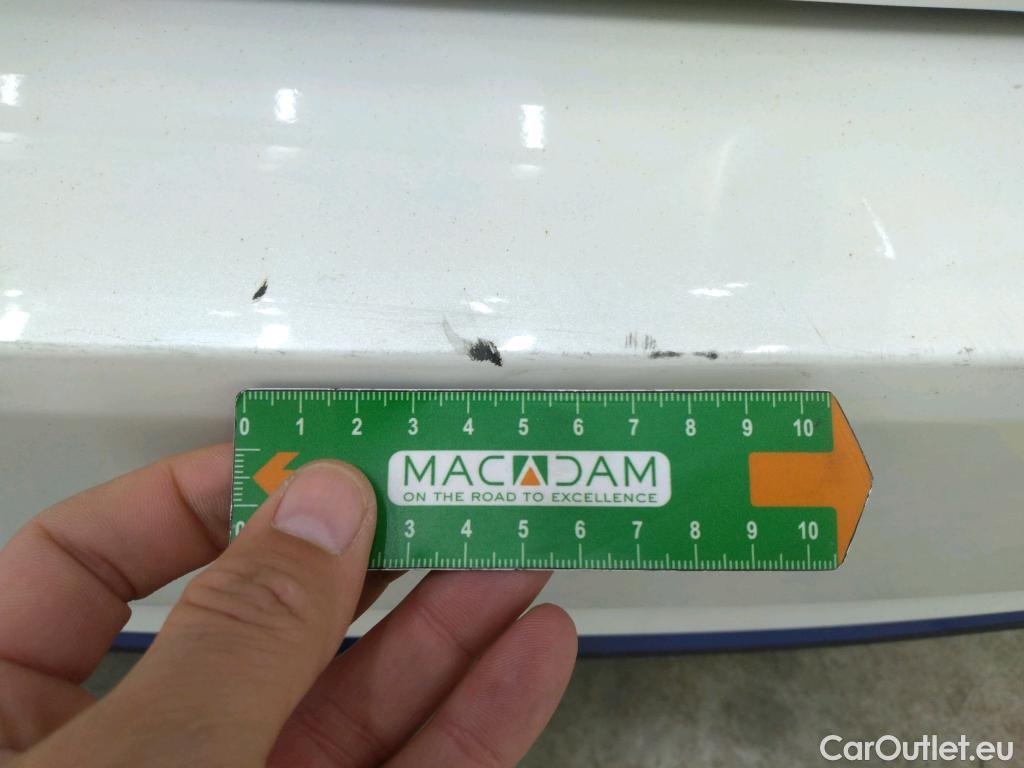 0 1 2 3 4 5 6 7 8 9 10
MACADAM
ON THE ROAD TO EXCELLENCE
0 3 4 5 6 7 8 9 10
CarOutlet.eu